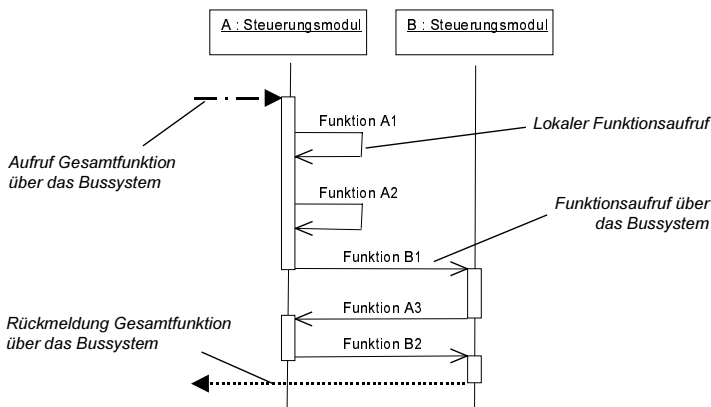 A : Steuerungsmodul
B : Steuerungsmodul
Funktion A1
Lokaler Funktionsaufruf
Aufruf Gesamtfunktion
über das Bussystem
Funktion A2
Funktionsaufruf über
das Bussystem
Funktion B1
Funktion A3
Rückmeldung Gesamtfunktion
über das Bussystem
Funktion B2